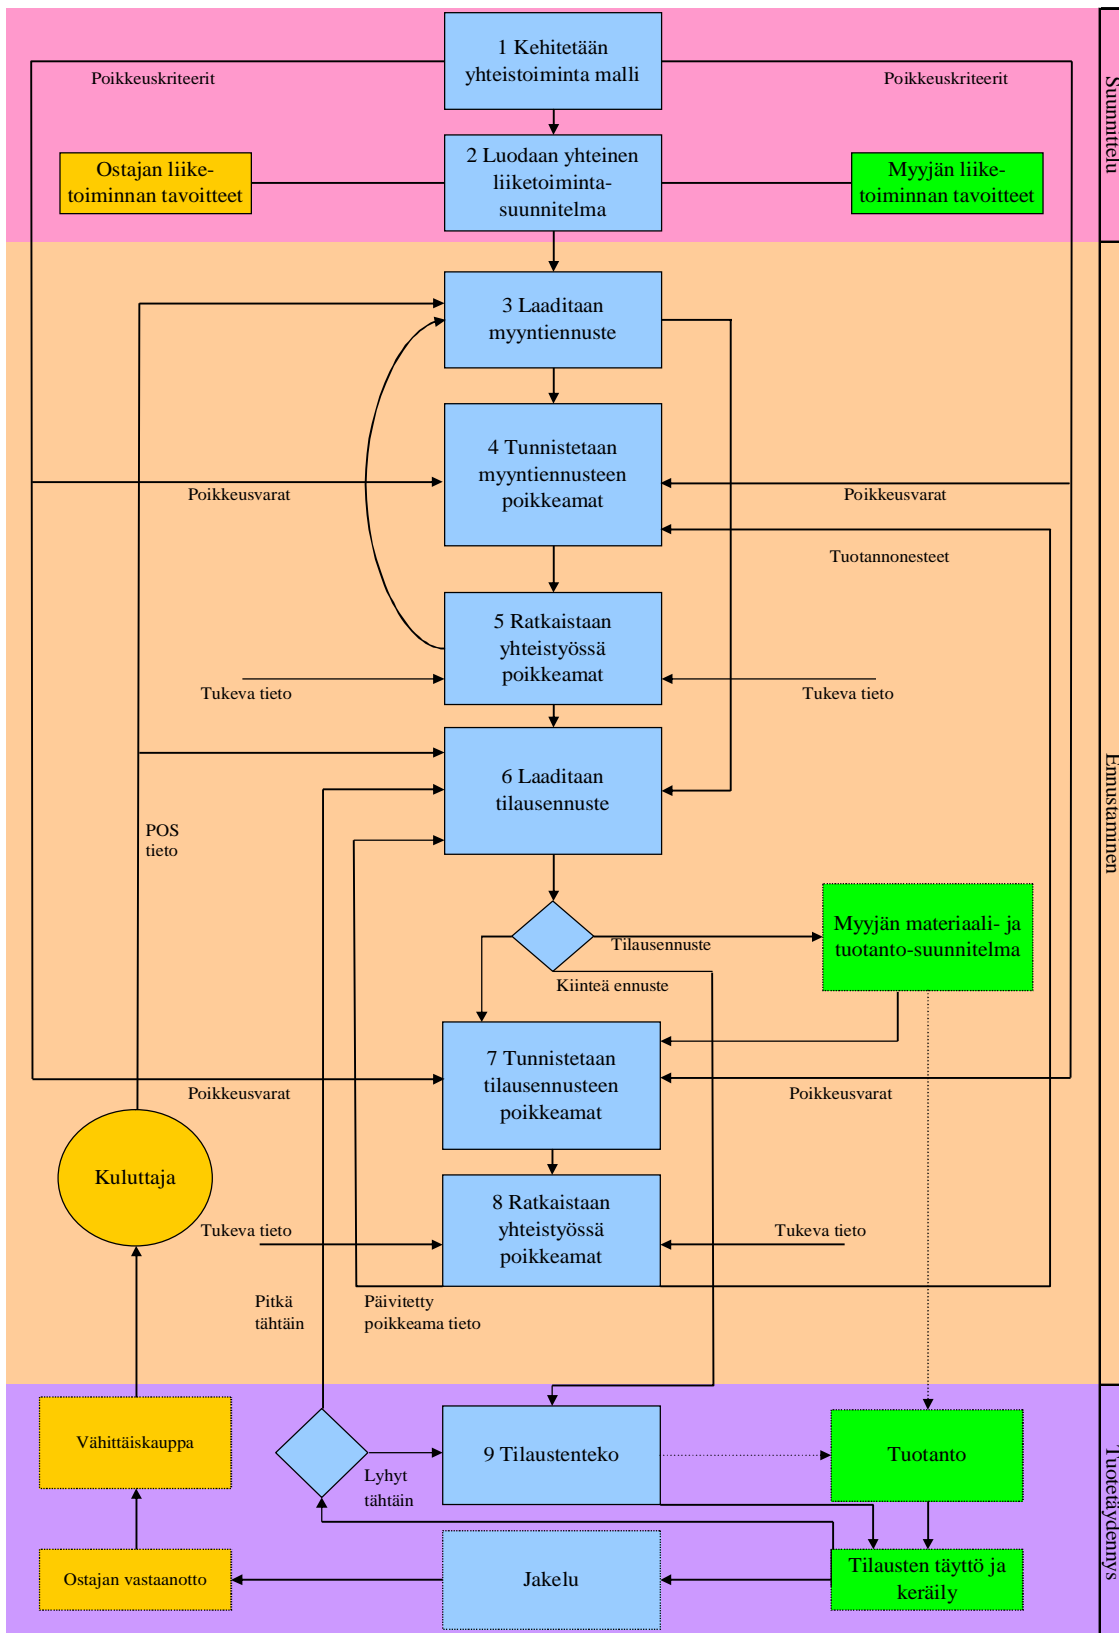 1 Kehitetään
yhteistoiminta malli
Poikkeuskriteerit
Poikkeuskriteerit
Suunnittelu
Ostajan liike-
toiminnan tavoitteet
2 Luodaan yhteinen
liiketoiminta-
suunnitelma
Myyjän liike-
toiminnan tavoitteet
3 Laaditaan
myyntiennuste
4 Tunnistetaan
myyntiennusteen
poikkeamat
Poikkeusvarat
Poikkeusvarat
Tuotannonesteet
5 Ratkaistaan
yhteistyössä
poikkeamat
Tukeva tieto
Tukeva tieto
Ennustaminen
6 Laaditaan
tilausennuste
POS
tieto
Tilausennuste
Kiinteä ennuste
Myyjän materiaali- ja
tuotanto-suunnitelma
7 Tunnistetaan
tilausennusteen
poikkeamat
Poikkeusvarat
Poikkeusvarat
Kuluttaja
8 Ratkaistaan
yhteistyössä
poikkeamat
Tukeva tieto
Tukeva tieto
Pitkä
tähtäin
Päivitetty
poikkeama tieto
Vähittäiskauppa
Lyhyt
tähtäin
9 Tilaustenteko
Tuotanto
Tuotetäydennys
Ostajan vastaanotto
Jakelu
Tilausten täyttö ja
keräily